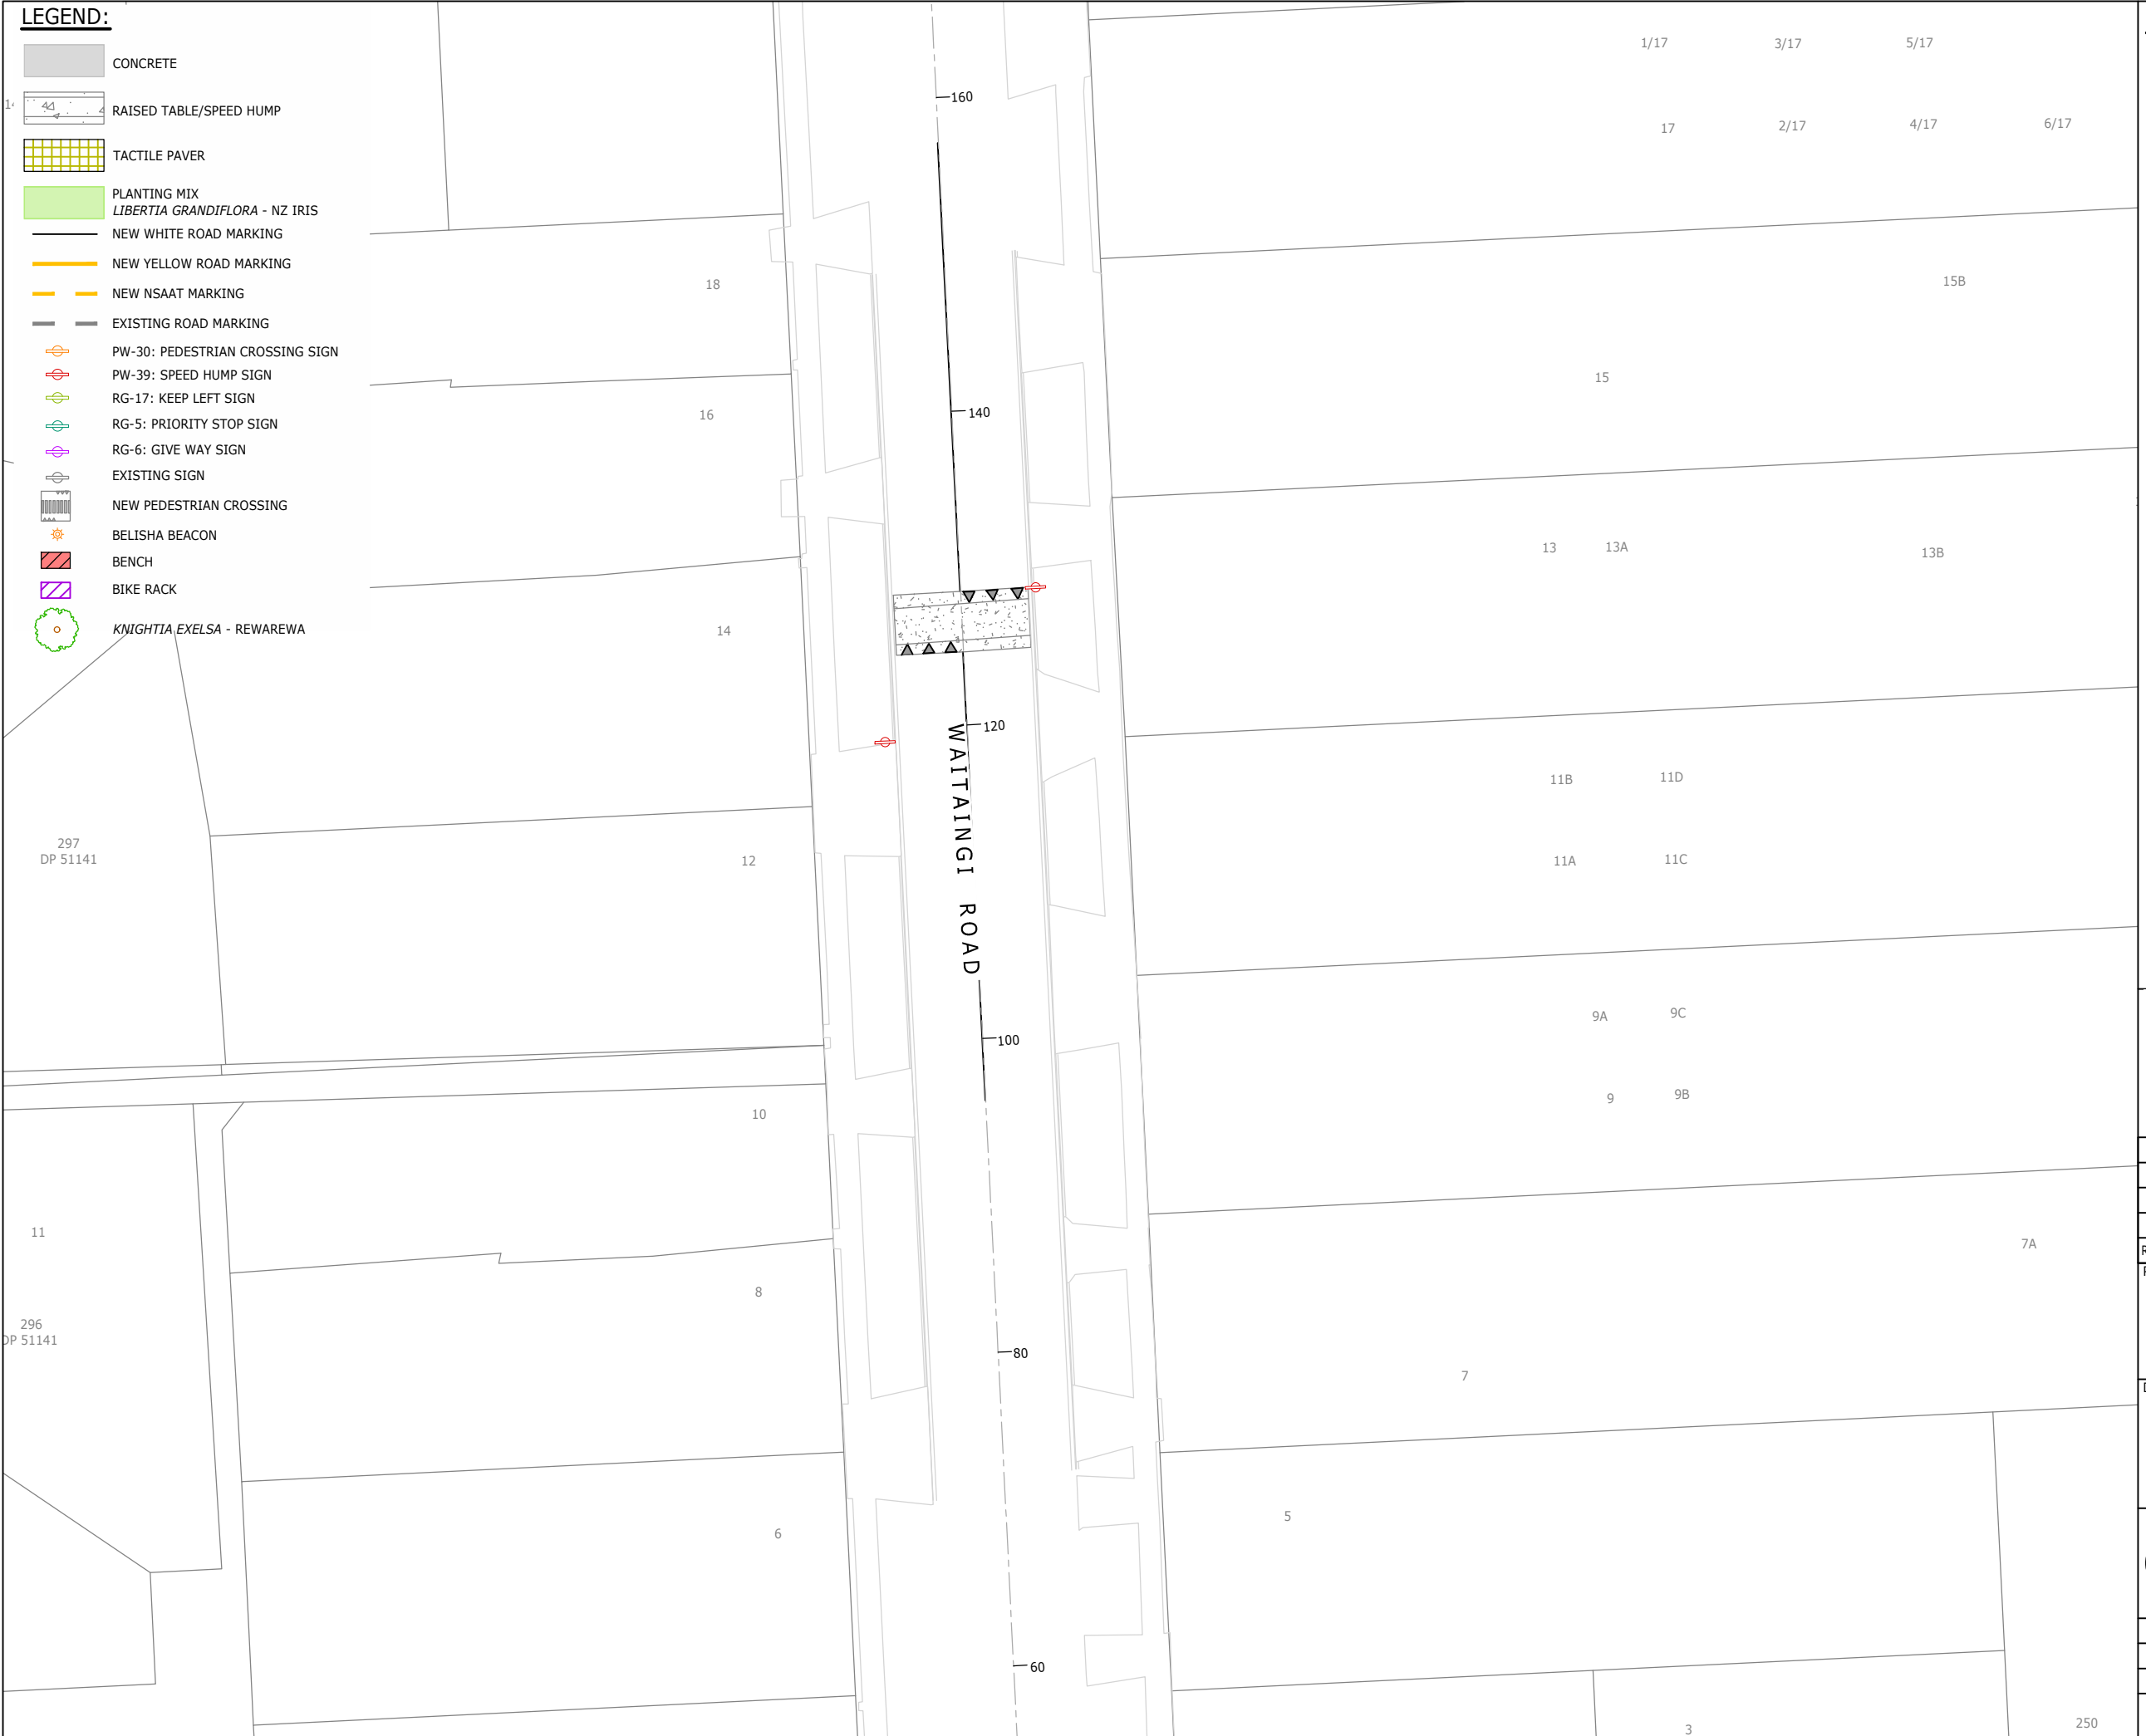 LEGEND:
CONCRETE
RAISED TABLE/SPEED HUMP
TACTILE PAVER
PLANTING MIX
LIBERTIA GRANDIFLORA - NZ IRIS
NEW WHITE ROAD MARKING
NEW YELLOW ROAD MARKING
NEW NSAAT MARKING
EXISTING ROAD MARKING
PW-30: PEDESTRIAN CROSSING SIGN
PW-39: SPEED HUMP SIGN
RG-17: KEEP LEFT SIGN
RG-5: PRIORITY STOP SIGN
RG-6: GIVE WAY SIGN
EXISTING SIGN
NEW PEDESTRIAN CROSSING
BELISHA BEACON
BENCH
BIKE RACK
KNIGHTIA EXELSA - REWAREWA
160
140
120
100
80
60
WAITAINGI ROAD
18
16
14
12
10
8
6
297
DP 51141
11
296
DP 51141
1/17 3/17 5/17
17 2/17 4/17 6/17
15B
15
13 13A 13B
11B 11D
11A 11C
9A 9C
9 9B
7A
7
5
3
250